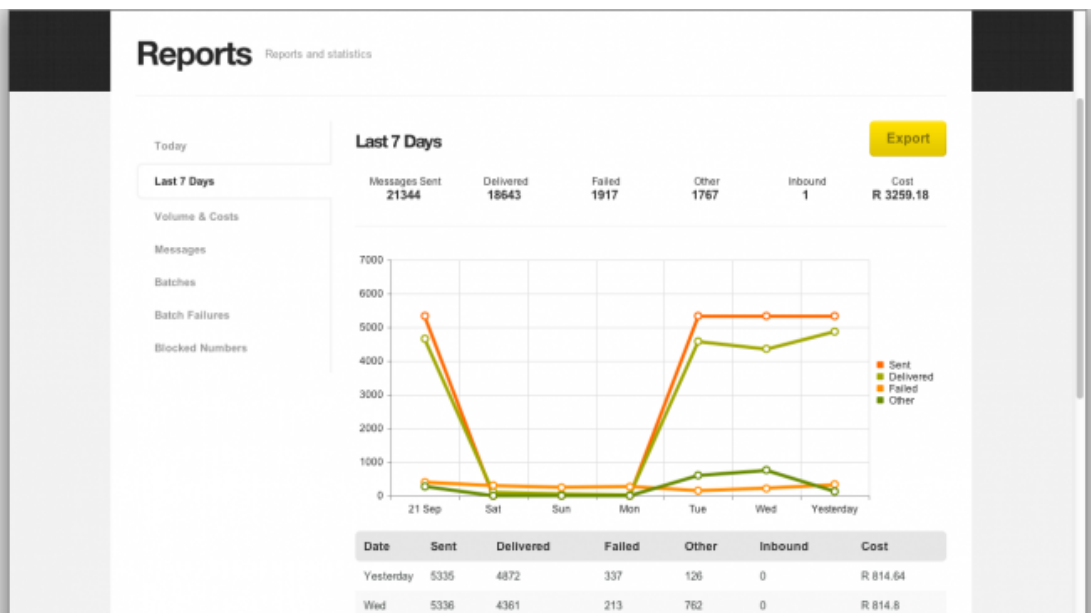 Reports Reports and statistics
Today
Last 7 Days
Volume & Costs
Messages
Batches
Batch Failures
Blocked Numbers
Last 7 Days Export
Messages Sent Delivered Failed Other Inbound Cost
21344 18643 1917 1767 1 R 3259.18
7000
6000
5000
4000
3000
2000
1000
0
21 Sep Sat Sun Mon Tue Wed Yesterday
Sent
Delivered
Failed
Other
Date Sent Delivered Failed Other Inbound Cost
Yesterday 5335 4872 337 126 0 R 814.64
Wed 5336 4361 213 762 0 R 814.8